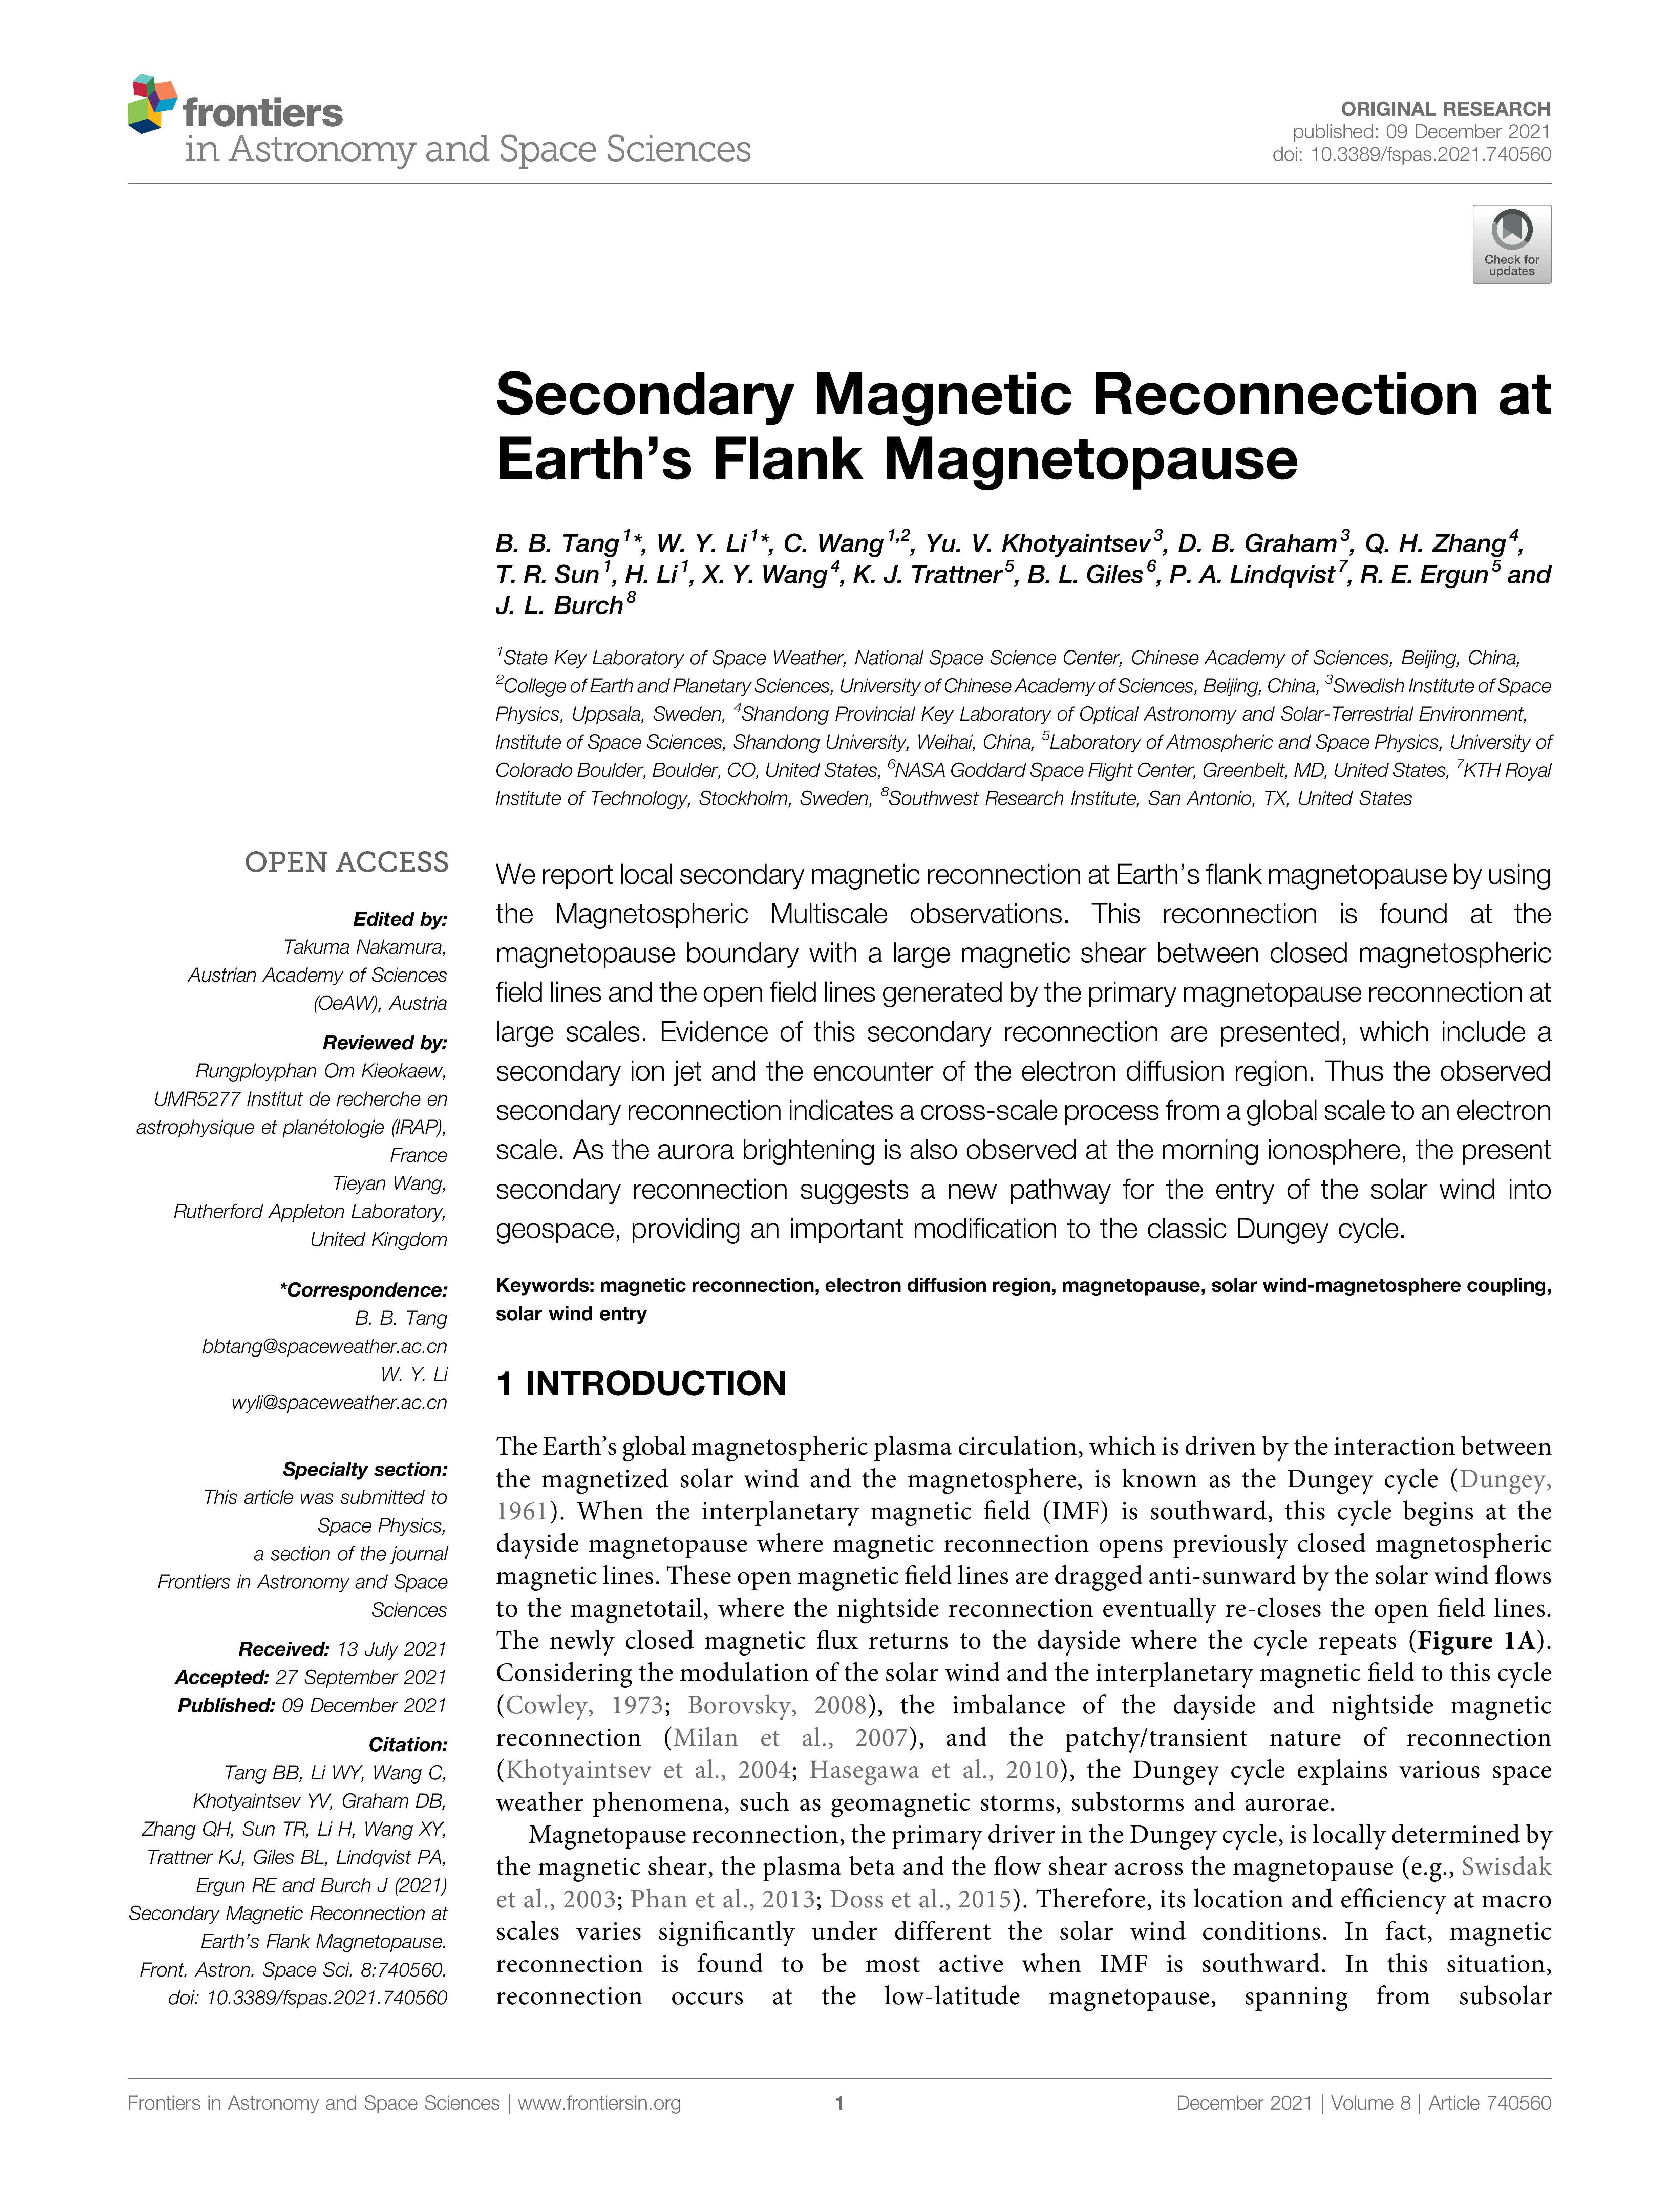 frontiers
in Astronomy and Space Sciences
ORIGINAL RESEARCH
published: 09 December 2021
doi: 10.3389/fspas.2021.740560
Check for
updates
Secondary Magnetic Reconnection at
Earth's Flank Magnetopause
B. B. Tang 1*, W. Y. Li 1*, C. Wang 1,2, Yu. V. Khotyaintsev 3, D. B. Graham 3, Q. H. Zhang 4,
T. R. Sun 1, H. Li 1, X. Y. Wang 4, K. J. Trattner 5, B. L. Giles 6, P. A. Lindqvist 7, R. E. Ergun 5 and
J. L. Burch 8
1State Key Laboratory of Space Weather, National Space Science Center, Chinese Academy of Sciences, Beijing, China,
2College of Earth and Planetary Sciences, University of Chinese Academy of Sciences, Beijing, China, 3Swedish Institute of Space
Physics, Uppsala, Sweden, 4Shandong Provincial Key Laboratory of Optical Astronomy and Solar-Terrestrial Environment,
Institute of Space Sciences, Shandong University, Weihai, China, 5Laboratory of Atmospheric and Space Physics, University of
Colorado Boulder, Boulder, CO, United States, 6NASA Goddard Space Flight Center, Greenbelt, MD, United States, 7KTH Royal
Institute of Technology, Stockholm, Sweden, 8Southwest Research Institute, San Antonio, TX, United States
OPEN ACCESS
Edited by:
Takuma Nakamura,
Austrian Academy of Sciences
(OeAW), Austria
Reviewed by:
Rungployphan Om Kieokaew,
UMR5277 Institut de recherche en
astrophysique et planétologie (IRAP),
France
Tieyan Wang,
Rutherford Appleton Laboratory,
United Kingdom
*Correspondence:
B. B. Tang
bbtang@spaceweather.ac.cn
W. Y. Li
wyli@spaceweather.ac.cn
Specialty section:
This article was submitted to
Space Physics,
a section of the journal
Frontiers in Astronomy and Space
Sciences
Received: 13 July 2021
Accepted: 27 September 2021
Published: 09 December 2021
Citation:
Tang BB, Li WY, Wang C,
Khotyaintsev YV, Graham DB,
Zhang QH, Sun TR, Li H, Wang XY,
Trattner KJ, Giles BL, Lindqvist PA,
Ergun RE and Burch J (2021)
Secondary Magnetic Reconnection at
Earth's Flank Magnetopause.
Front. Astron. Space Sci. 8:740560.
doi: 10.3389/fspas.2021.740560
We report local secondary magnetic reconnection at Earth's flank magnetopause by using
the Magnetospheric Multiscale observations. This reconnection is found at the
magnetopause boundary with a large magnetic shear between closed magnetospheric
field lines and the open field lines generated by the primary magnetopause reconnection at
large scales. Evidence of this secondary reconnection are presented, which include a
secondary ion jet and the encounter of the electron diffusion region. Thus the observed
secondary reconnection indicates a cross-scale process from a global scale to an electron
scale. As the aurora brightening is also observed at the morning ionosphere, the present
secondary reconnection suggests a new pathway for the entry of the solar wind into
geospace, providing an important modification to the classic Dungey cycle.
Keywords: magnetic reconnection, electron diffusion region, magnetopause, solar wind-magnetosphere coupling,
solar wind entry
1 INTRODUCTION
The Earth's global magnetospheric plasma circulation, which is driven by the interaction between
the magnetized solar wind and the magnetosphere, is known as the Dungey cycle (Dungey,
1961). When the interplanetary magnetic field (IMF) is southward, this cycle begins at the
dayside magnetopause where magnetic reconnection opens previously closed magnetospheric
magnetic lines. These open magnetic field lines are dragged anti-sunward by the solar wind flows
to the magnetotail, where the nightside reconnection eventually re-closes the open field lines.
The newly closed magnetic flux returns to the dayside where the cycle repeats (Figure 1A).
Considering the modulation of the solar wind and the interplanetary magnetic field to this cycle
(Cowley, 1973; Borovsky, 2008), the imbalance of the dayside and nightside magnetic
reconnection (Milan et al., 2007), and the patchy/transient nature of reconnection
(Khotyaintsev et al., 2004; Hasegawa et al., 2010), the Dungey cycle explains various space
weather phenomena, such as geomagnetic storms, substorms and aurorae.
Magnetopause reconnection, the primary driver in the Dungey cycle, is locally determined by
the magnetic shear, the plasma beta and the flow shear across the magnetopause (e.g., Swisdak
et al., 2003; Phan et al., 2013; Doss et al., 2015). Therefore, its location and efficiency at macro
scales varies significantly under different the solar wind conditions. In fact, magnetic
reconnection is found to be most active when IMF is southward. In this situation,
reconnection occurs at the low-latitude magnetopause, spanning from subsolar
Frontiers in Astronomy and Space Sciences | www.frontiersin.org
1
December 2021 | Volume 8 | Article 740560